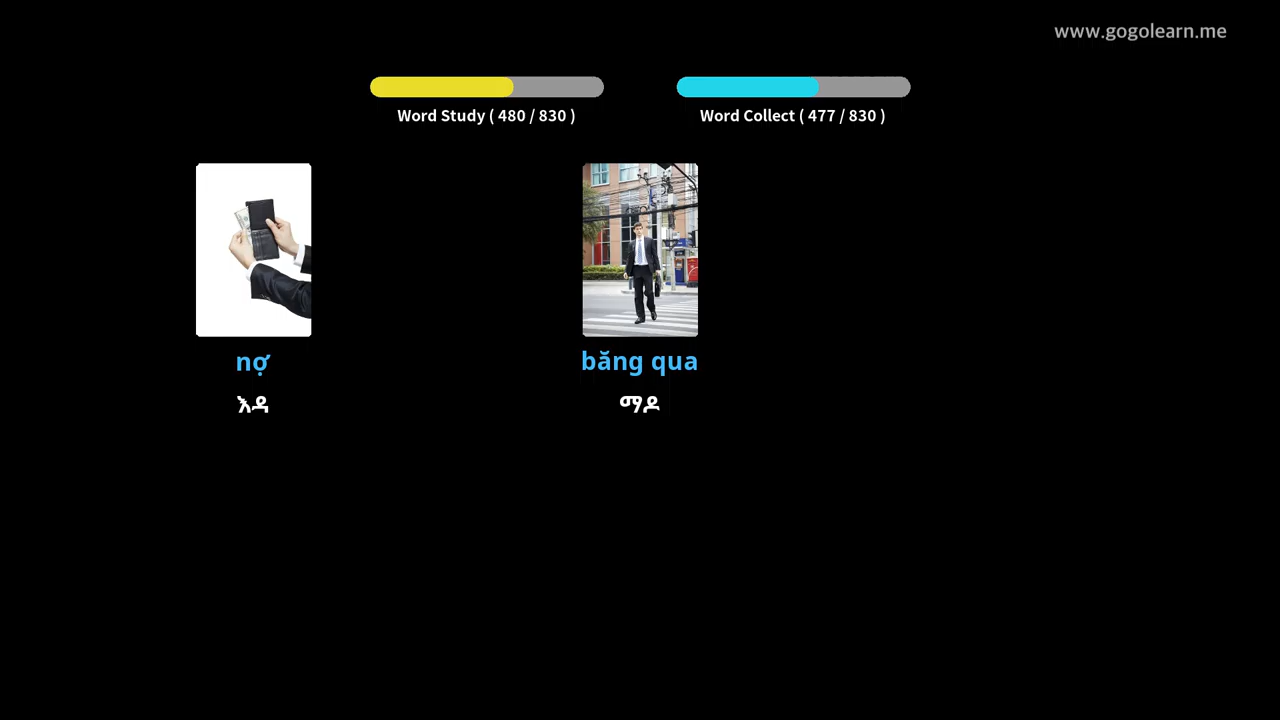 www.gogolearn.me
Word Study ( 480 / 830 )
Word Collect ( 477 / 830 )
nợ
băng qua
እዳ
ማዶ